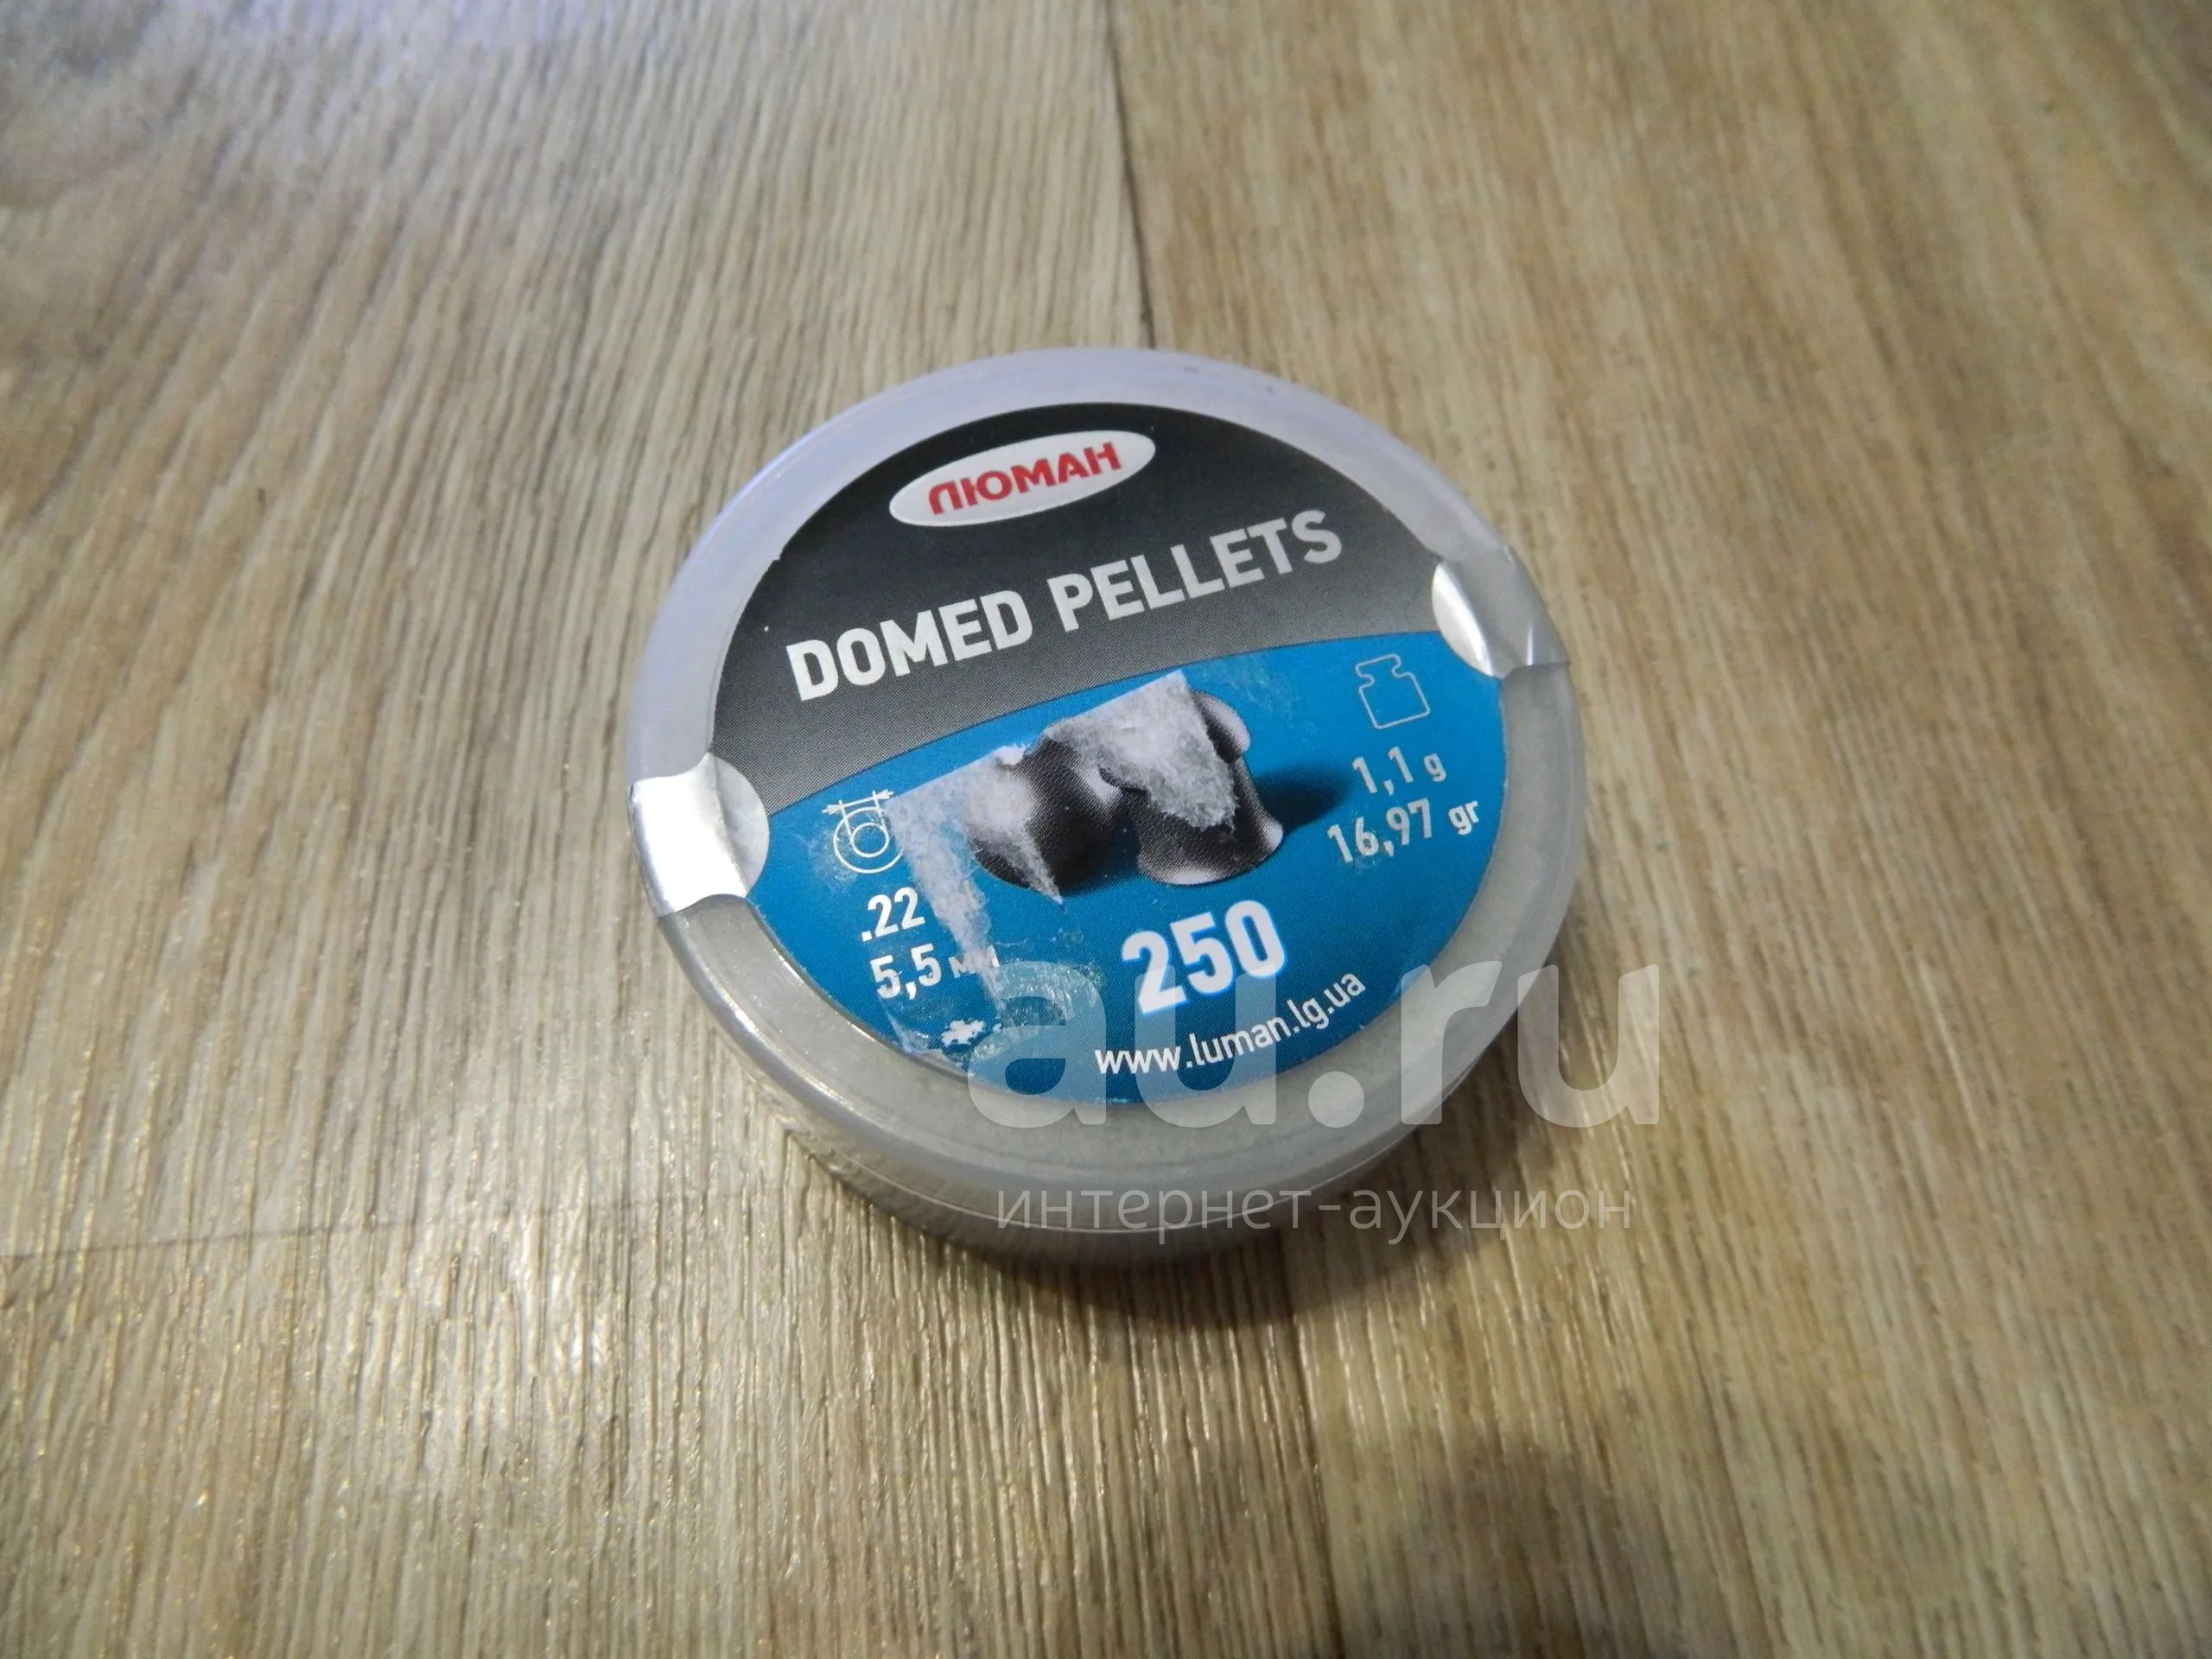 ЛЮМАН
DOMED PELLETS
1,1 g
16,97 gr
.22
5,5 мм
250
www.luman.lg.ua
au.ru
интернет-аукцион